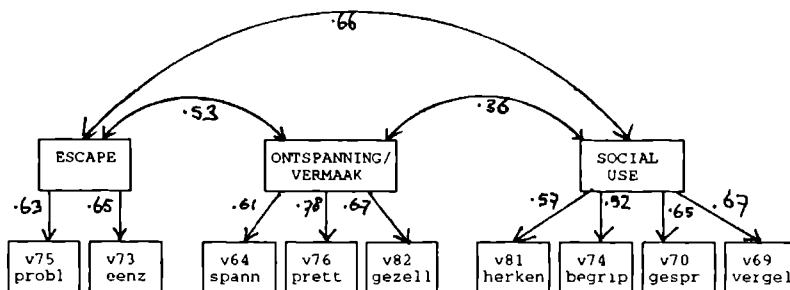 .66
.53
.36
ESCAPE
ONTSPANNING/
VERMAAK
SOCIAL
USE
.63
.65
.61
.78
.67
.57
.52
.65
.67
v75
probl
v73
eenz
v64
spann
v76
prett
v82
gezell
v81
herken
v74
begrip
v70
gespr
v69
vergel